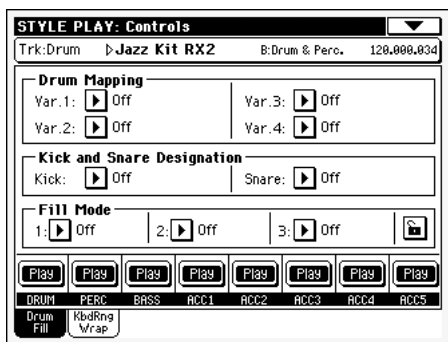 STYLE PLAY: Controls
Trk:Drum ▷Jazz Kit RX2 B:Drum & Perc. 120.000.034
Drum Mapping
Var.1: Off Var.3: Off
Var.2: Off Var.4: Off
Kick and Snare Designation
Kick: Off Snare: Off
Fill Mode
1: Off 2: Off 3: Off
Play Play Play Play Play Play Play Play
DRUM PERC BASS ACC1 ACC2 ACC3 ACC4 ACC5
Drum Fill KbdRng Wrap